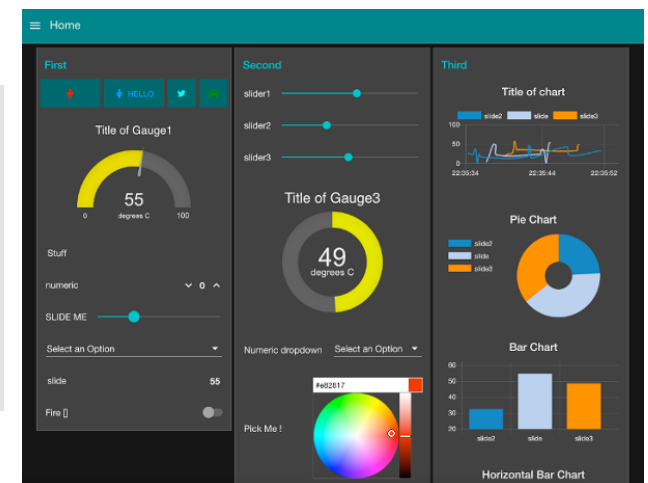 Home
First
HELLO
Title of Gauge1
55
0 degrees C 100
Stuff
numeric 0
SLIDE ME
Select an Option
slide 55
Fire []
Second
slider1
slider2
slider3
Title of Gauge3
49
degrees C
Numeric dropdown Select an Option
#e82817
Pick Me !
Third
Title of chart
slide2 slide slide3
100
50
0
22:35:34 22:35:44 22:35:52
Pie Chart
slide2
slide
slide3
Bar Chart
60
50
40
30
20
slide2 slide slide3
Horizontal Bar Chart